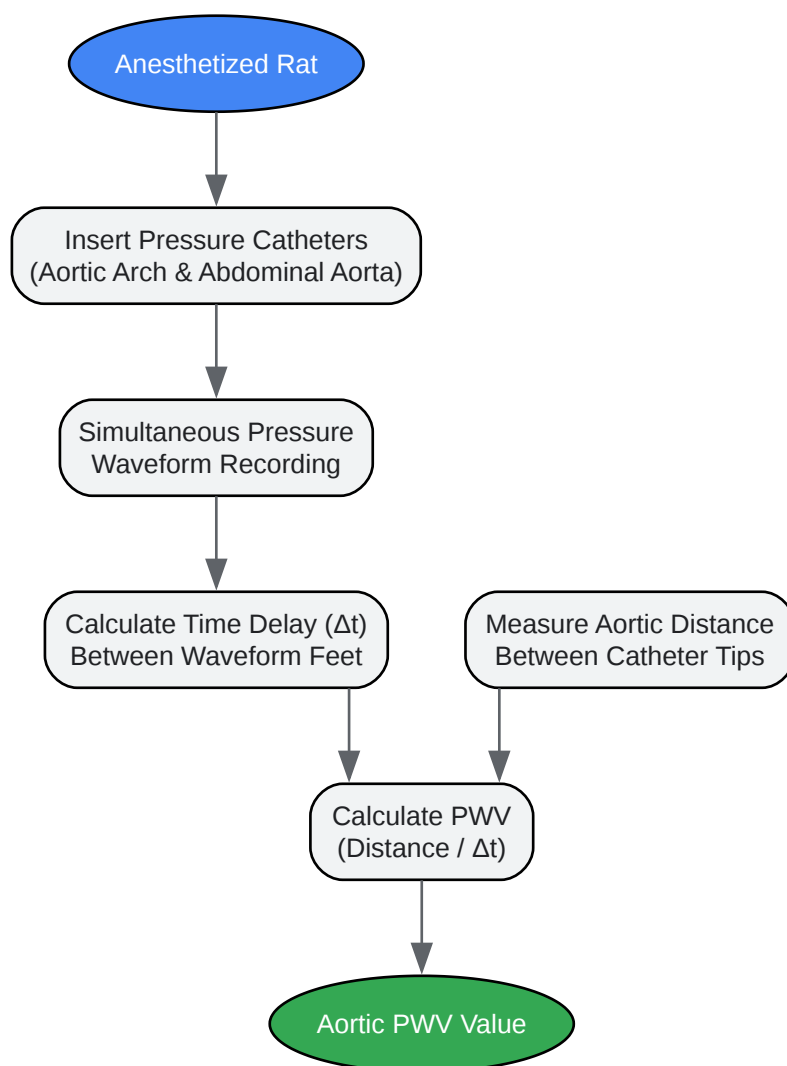 Anesthetized Rat
Insert Pressure Catheters
(Aortic Arch & Abdominal Aorta)
Simultaneous Pressure
Waveform Recording
Calculate Time Delay (Δt)
Between Waveform Feet
Measure Aortic Distance
Between Catheter Tips
Calculate PWV
(Distance / Δt)
Aortic PWV Value